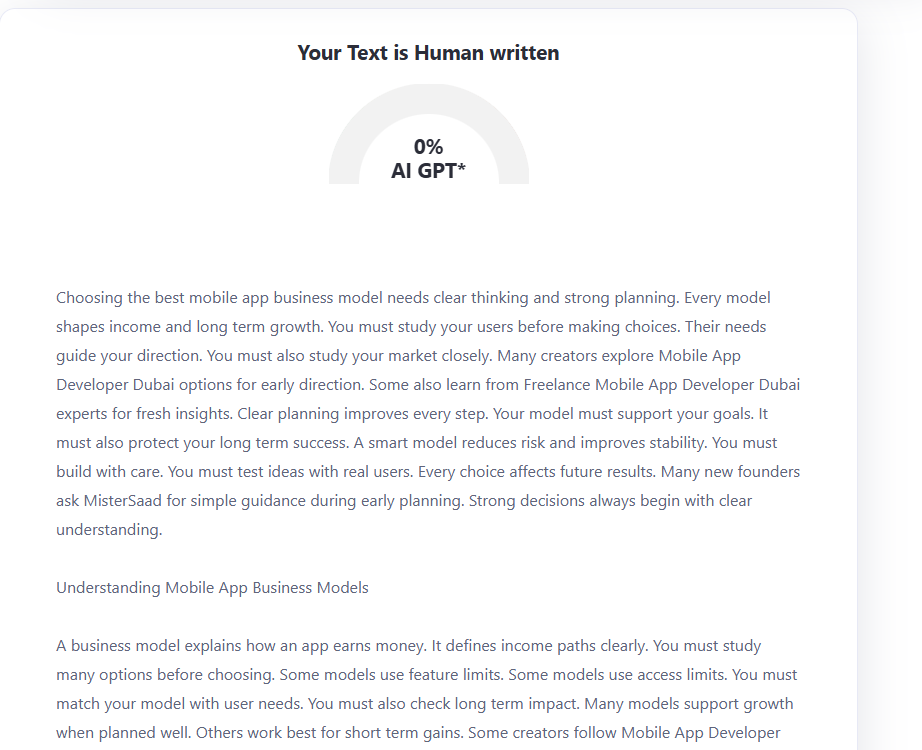 Your Text is Human written
0%
AI GPT*
Choosing the best mobile app business model needs clear thinking and strong planning. Every model
shapes income and long term growth. You must study your users before making choices. Their needs
guide your direction. You must also study your market closely. Many creators explore Mobile App
Developer Dubai options for early direction. Some also learn from Freelance Mobile App Developer Dubai
experts for fresh insights. Clear planning improves every step. Your model must support your goals. It
must also protect your long term success. A smart model reduces risk and improves stability. You must
build with care. You must test ideas with real users. Every choice affects future results. Many new founders
ask MisterSaad for simple guidance during early planning. Strong decisions always begin with clear
understanding.
Understanding Mobile App Business Models
A business model explains how an app earns money. It defines income paths clearly. You must study
many options before choosing. Some models use feature limits. Some models use access limits. You must
match your model with user needs. You must also check long term impact. Many models support growth
when planned well. Others work best for short term gains. Some creators follow Mobile App Developer